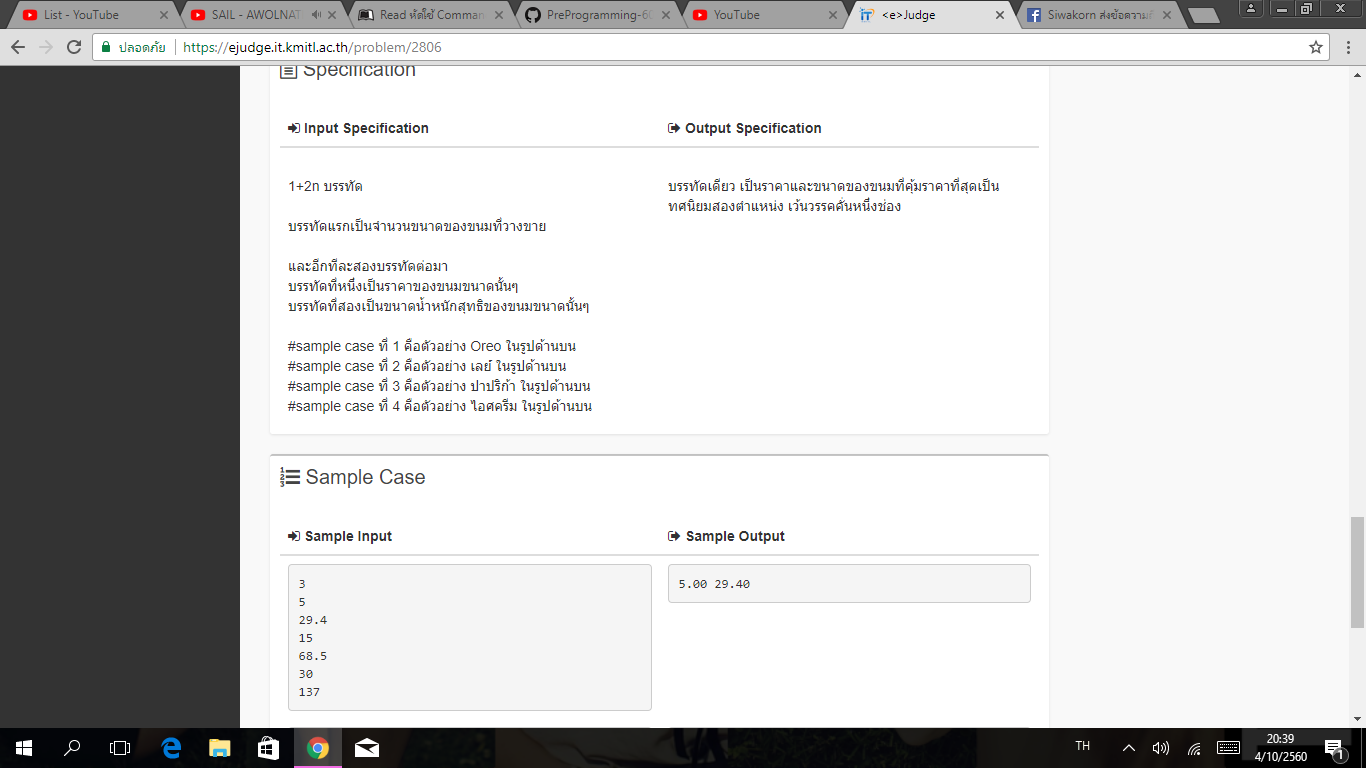 List - YouTube
SAIL - AWOLNAT
Read หัดใช้ Comman
PreProgramming-60
YouTube
<e>Judge
Siwakorn ส่งข้อความถึ
ปลอดภัย
https://ejudge.it.kmitl.ac.th/problem/2806
Specification
Input Specification
Output Specification
1+2n บรรทัด
บรรทัดแรกเป็นจำนวนขนาดของขนมที่วางขาย
และอีกทีละสองบรรทัดต่อมา
บรรทัดที่หนึ่งเป็นราคาของขนมขนาดนั้นๆ
บรรทัดที่สองเป็นขนาดน้ำหนักสุทธิของขนมขนาดนั้นๆ
#sample case ที่ 1 คือตัวอย่าง Oreo ในรูปด้านบน
#sample case ที่ 2 คือตัวอย่าง เลย์ ในรูปด้านบน
#sample case ที่ 3 คือตัวอย่าง ปาปริก้า ในรูปด้านบน
#sample case ที่ 4 คือตัวอย่าง ไอศครีม ในรูปด้านบน
บรรทัดเดียว เป็นราคาและขนาดของขนมที่คุ้มราคาที่สุดเป็น
ทศนิยมสองตำแหน่ง เว้นวรรคคั่นหนึ่งช่อง
Sample Case
Sample Input
Sample Output
3
5
29.4
15
68.5
30
137
5.00 29.40
TH
20:39
4/10/2560
1